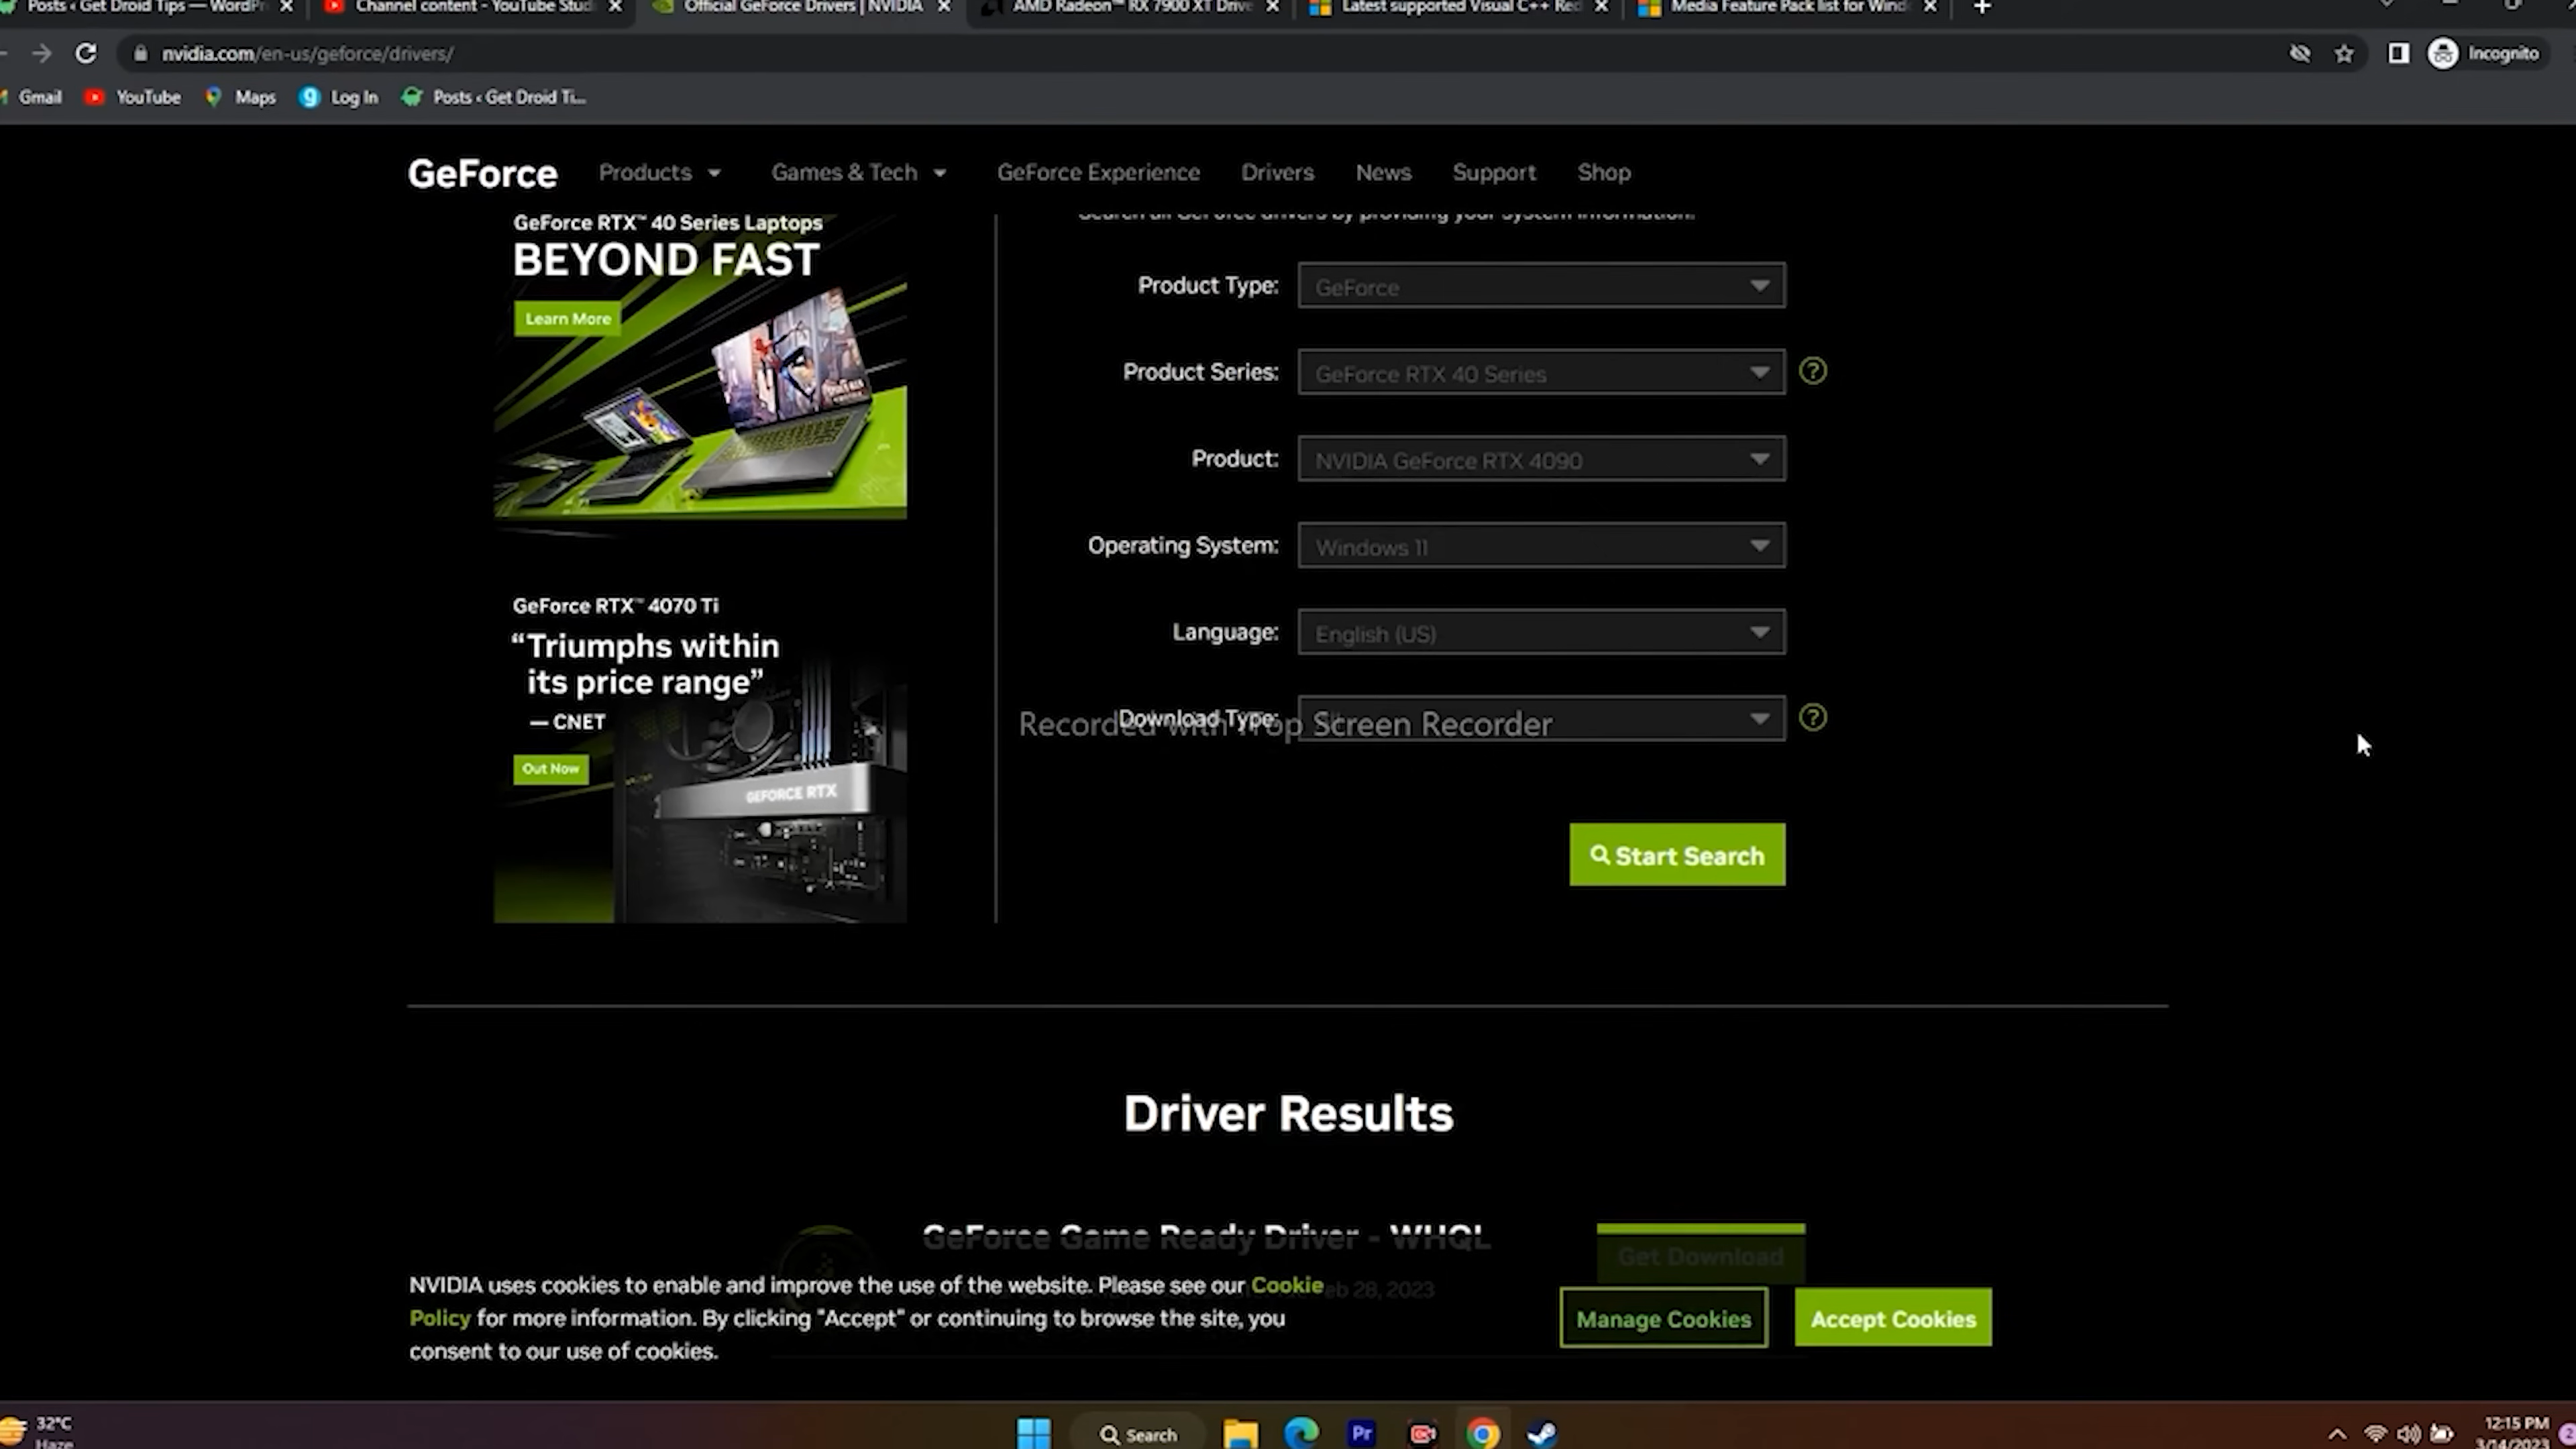 Posts ‹ Get Droid Tips — WordPr
Channel content - YouTube Stud
Official GeForce Drivers | NVIDIA
AMD Radeon™ RX 7900 XT Drive
Latest supported Visual C++ Red
Media Feature Pack list for Wind
nvidia.com/en-us/geforce/drivers/
Incognito
Gmail
YouTube
Maps
Log In
Posts ‹ Get Droid Ti...
GeForce
Products
Games & Tech
GeForce Experience
Drivers
News
Support
Shop
GeForce RTX™ 40 Series Laptops
BEYOND FAST
Learn More
Search all GeForce drivers by providing your system information.
Product Type:
GeForce
Product Series:
GeForce RTX 40 Series
Product:
NVIDIA GeForce RTX 4090
Operating System:
Windows 11
Language:
English (US)
Download Type:
Recorded with iTop Screen Recorder
Start Search
GeForce RTX™ 4070 Ti
“Triumphs within
its price range”
— CNET
Out Now
GEFORCE RTX
Driver Results
GeForce Game Ready Driver - WHQL
Get Download
eb 28, 2023
NVIDIA uses cookies to enable and improve the use of the website. Please see our Cookie
Policy for more information. By clicking "Accept" or continuing to browse the site, you
consent to our use of cookies.
Manage Cookies
Accept Cookies
32°C
Haze
Search
Pr
12:15 PM
3/14/2023